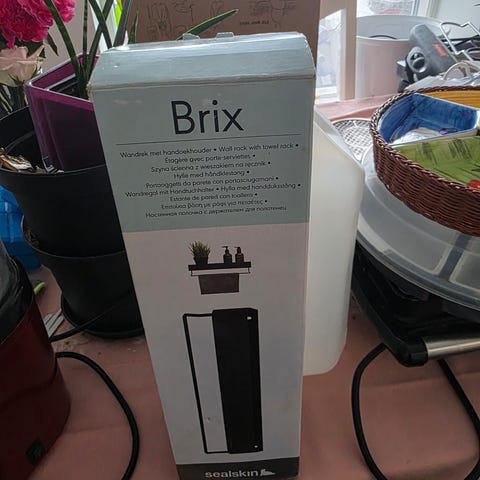 Brix
Wandrek met handdoekhouder • Wall rack with towel rack •
Étagère avec porte-serviettes •
Szyna ścienna z wieszakiem na ręcznik •
Hylle med håndklestang •
Portaoggetti da parete con portasciugamani •
Wandregal mit Handtuchhalter • Hylla med handduksstång •
Estante de pared con toallero •
Επιτοίχια βάση με ράφι για πετσέτες •
Настенная полочка с держателем для полотенец
sealskin